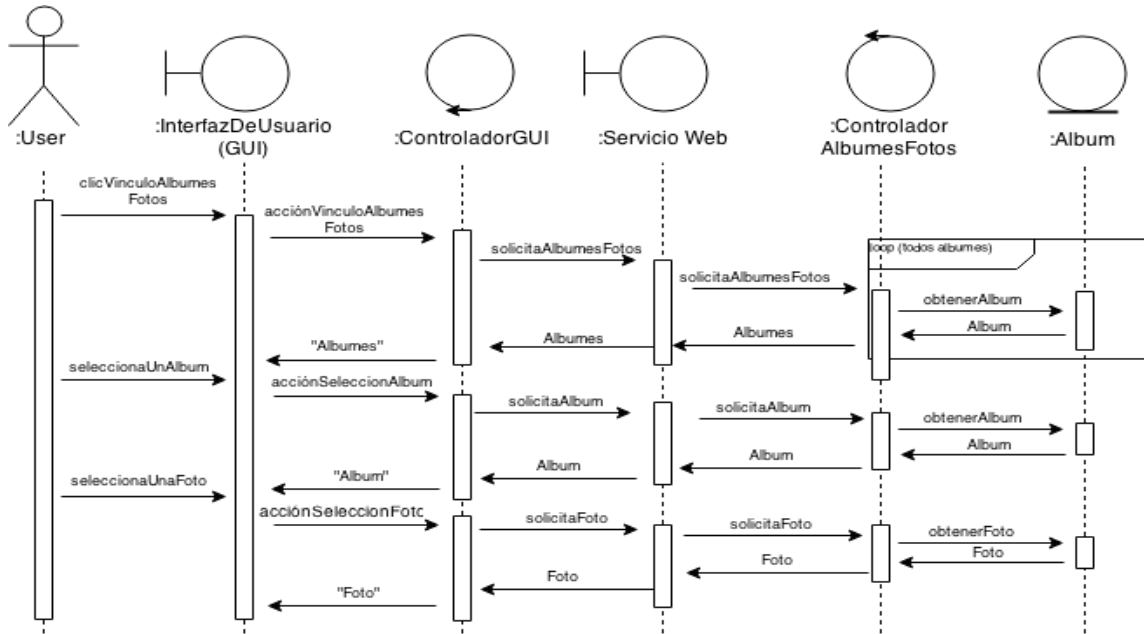 :User
:InterfazDeUsuario
(GUI)
:ControladorGUI
:Servicio Web
:Controlador
AlbumesFotos
:Album
clicVinculoAlbumes
Fotos
acciónVinculoAlbumes
Fotos
solicitaAlbumesFotos
loop (todos albumes)
solicitaAlbumesFotos
obtenerAlbum
Album
Albumes
Albumes
"Albumes"
seleccionaUnAlbum
acciónSeleccionAlbum
solicitaAlbum
solicitaAlbum
obtenerAlbum
Album
Album
Album
"Album"
seleccionaUnaFoto
acciónSeleccionFoto
solicitaFoto
solicitaFoto
obtenerFoto
Foto
Foto
Foto
"Foto"